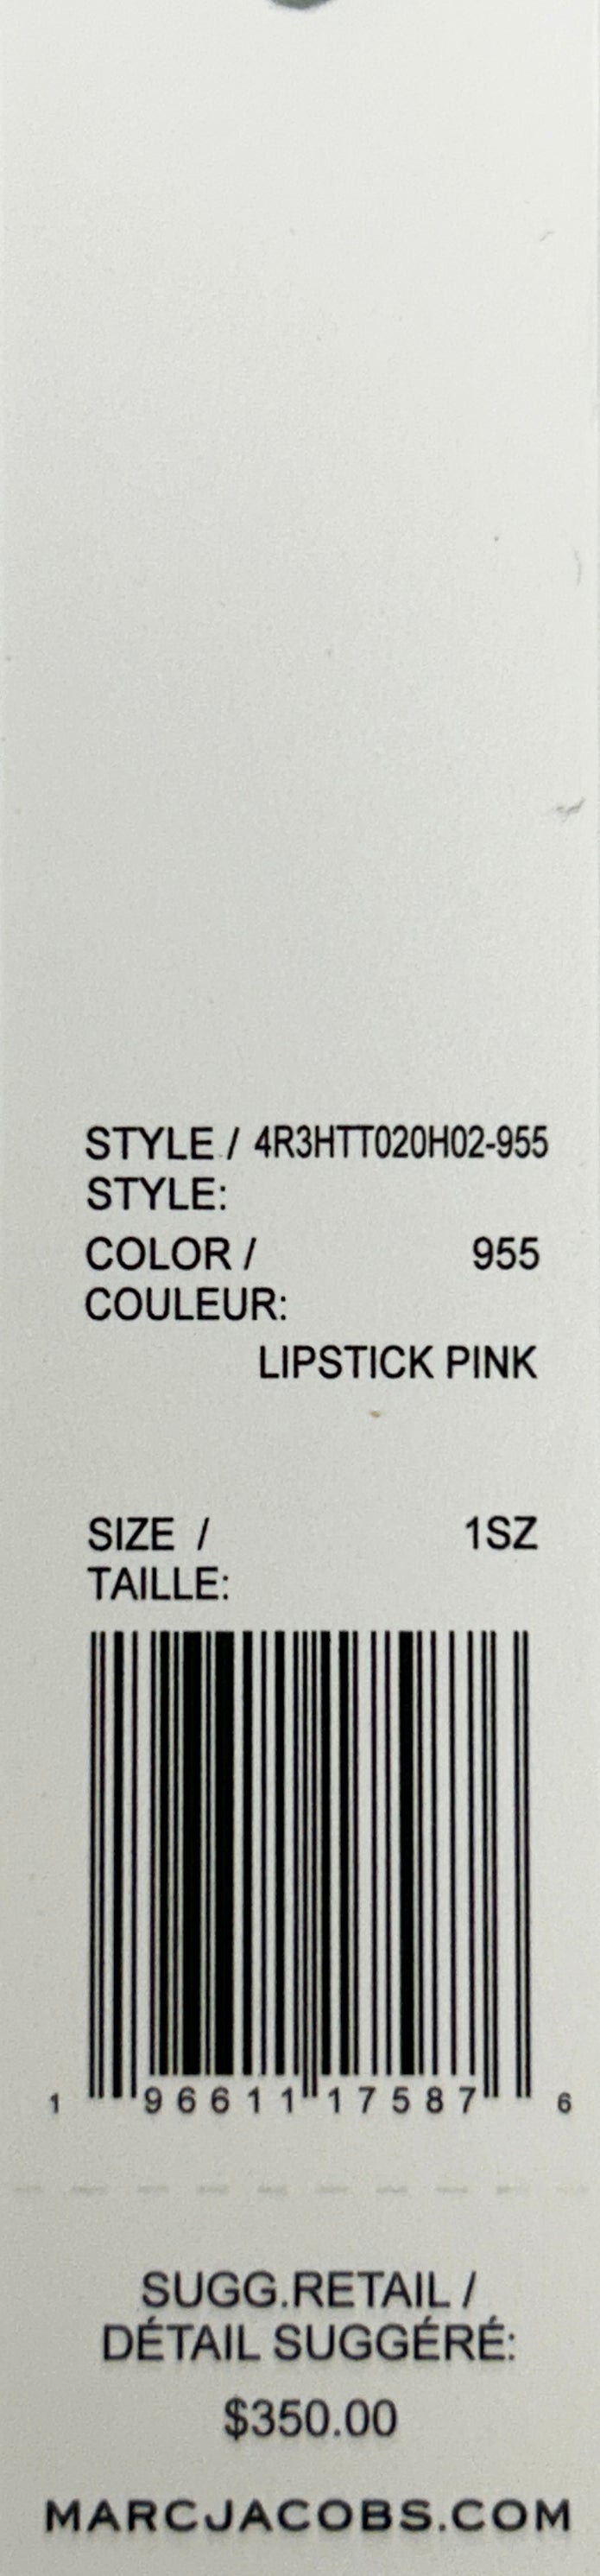 STYLE / 4R3HTT020H02-955
STYLE:
COLOR / 955
COULEUR:
LIPSTICK PINK
SIZE / 1SZ
TAILLE:
1 96611 17587 6
SUGG.RETAIL /
DÉTAIL SUGGÉRÉ:
$350.00
MARCJACOBS.COM